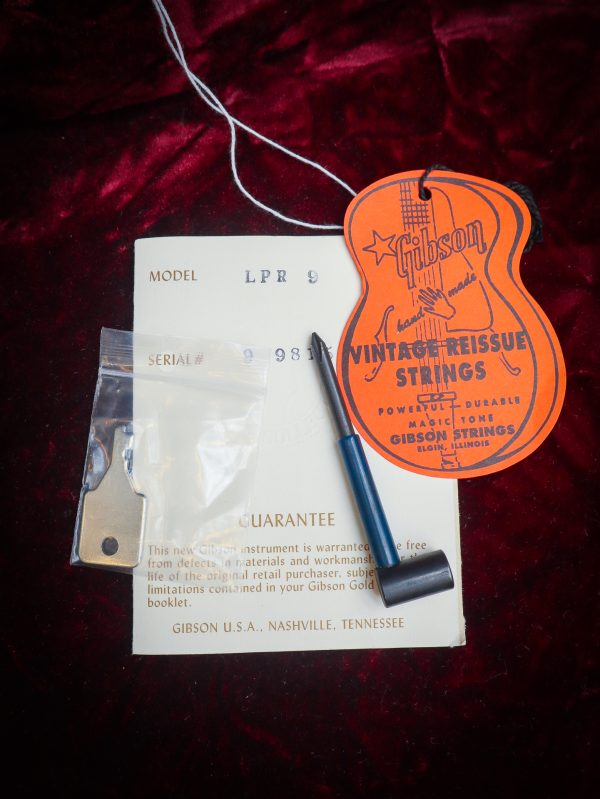 MODEL LPR 9
SERIAL# 9 981
GUARANTEE
This new Gibson instrument is warranted free
from defects in materials and workmanship
life of the original retail purchaser,
limitations contained in your Gibson Gold
booklet.
GIBSON U.S.A., NASHVILLE, TENNESSEE
Gibson
hand made
VINTAGE REISSUE
STRINGS
POWERFUL — DURABLE
MAGIC TONE
GIBSON STRINGS
ELGIN, ILLINOIS